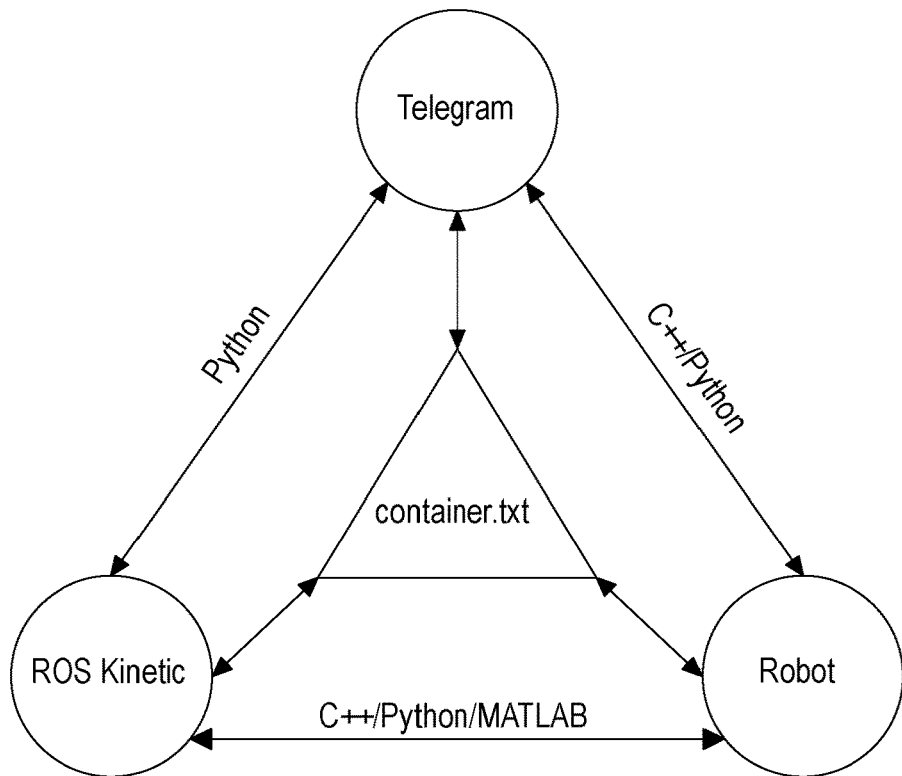 Telegram
Python
C++/Python
container.txt
ROS Kinetic
Robot
C++/Python/MATLAB